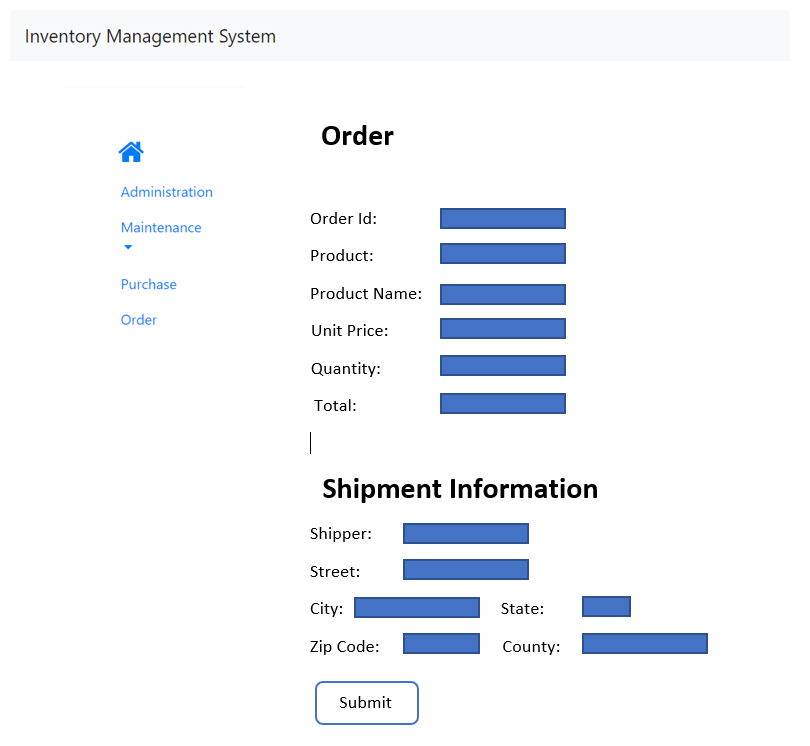 Inventory Management System
Administration
Maintenance
Purchase
Order
Order
Order Id:
Product:
Product Name:
Unit Price:
Quantity:
Total:
Shipment Information
Shipper:
Street:
City: State:
Zip Code: County:
Submit